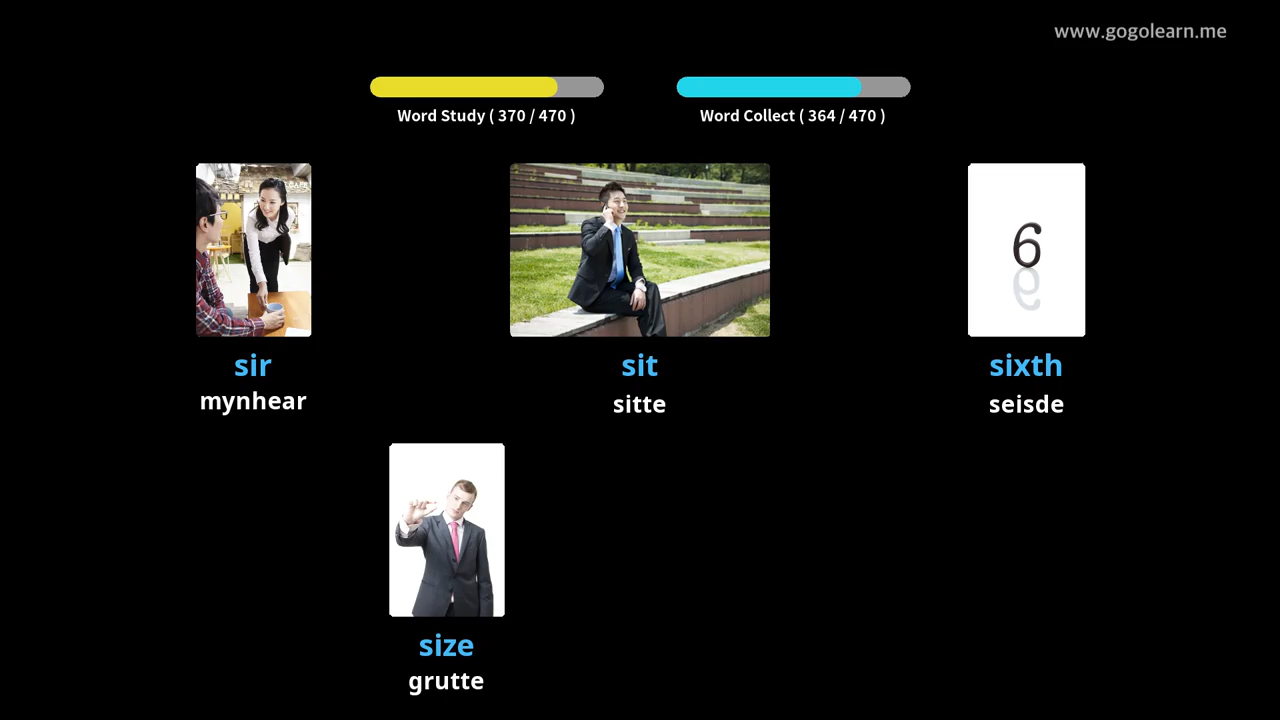 www.gogolearn.me
Word Study ( 370 / 470 )
Word Collect ( 364 / 470 )
sir
mynhear
sit
sitte
6
sixth
seisde
size
grutte